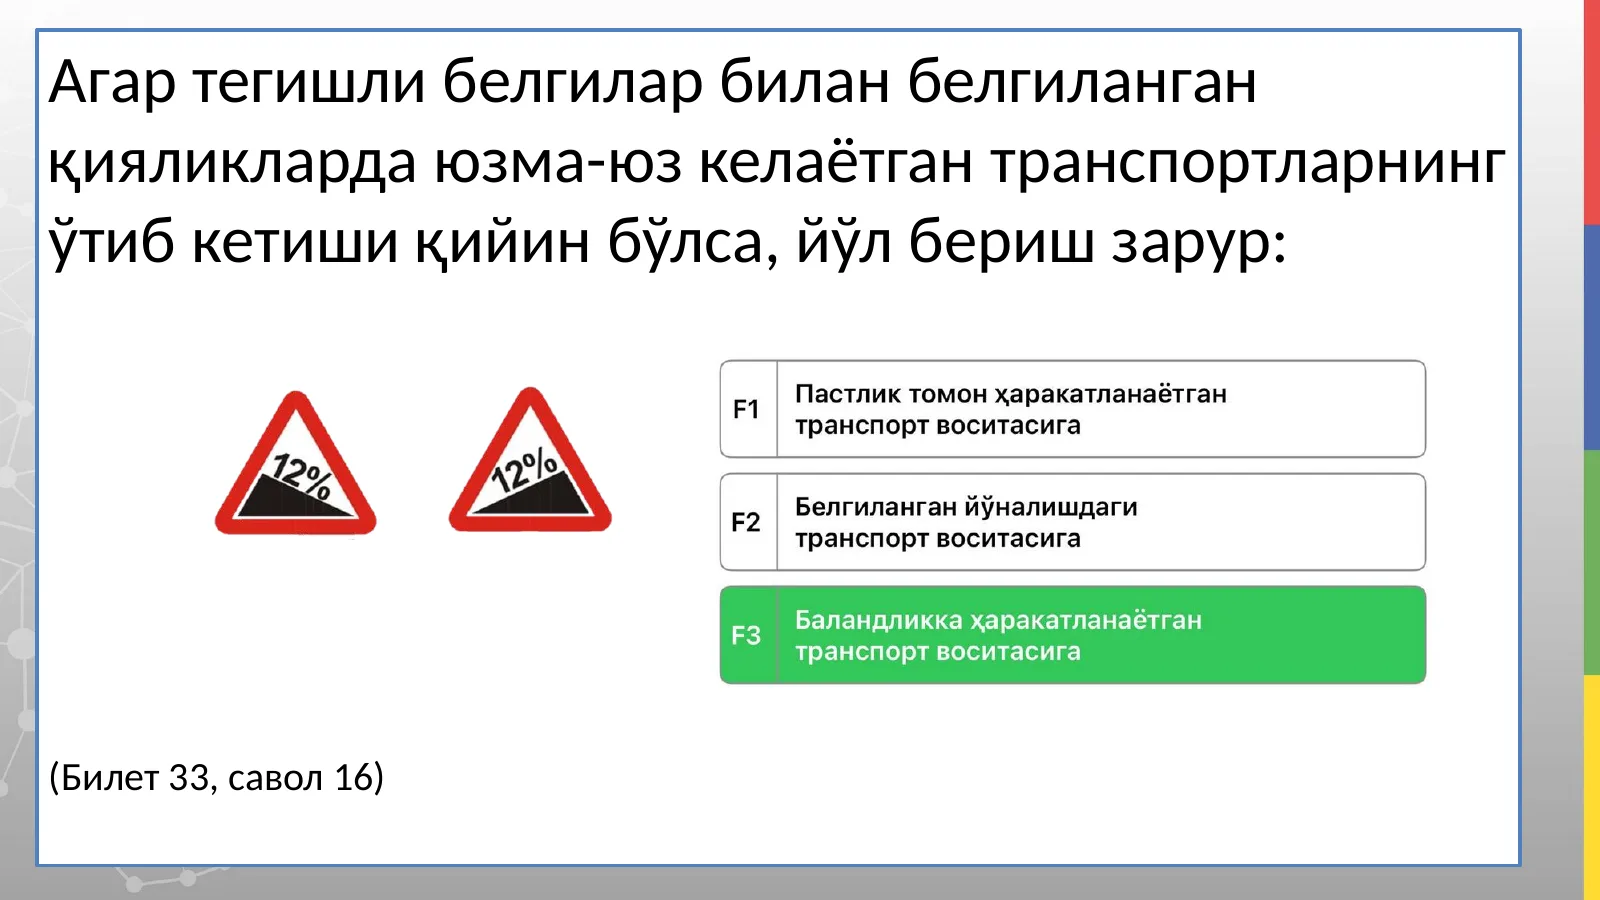 Агар тегишли белгилар билан белгиланган
қияликларда юзма-юз келаётган транспортларнинг
ўтиб кетиши қийин бўлса, йўл бериш зарур:
12%
12%
F1 Пастлик томон ҳаракатланаётган
транспорт воситасига
F2 Белгиланган йўналишдаги
транспорт воситасига
F3 Баландликка ҳаракатланаётган
транспорт воситасига
(Билет 33, савол 16)